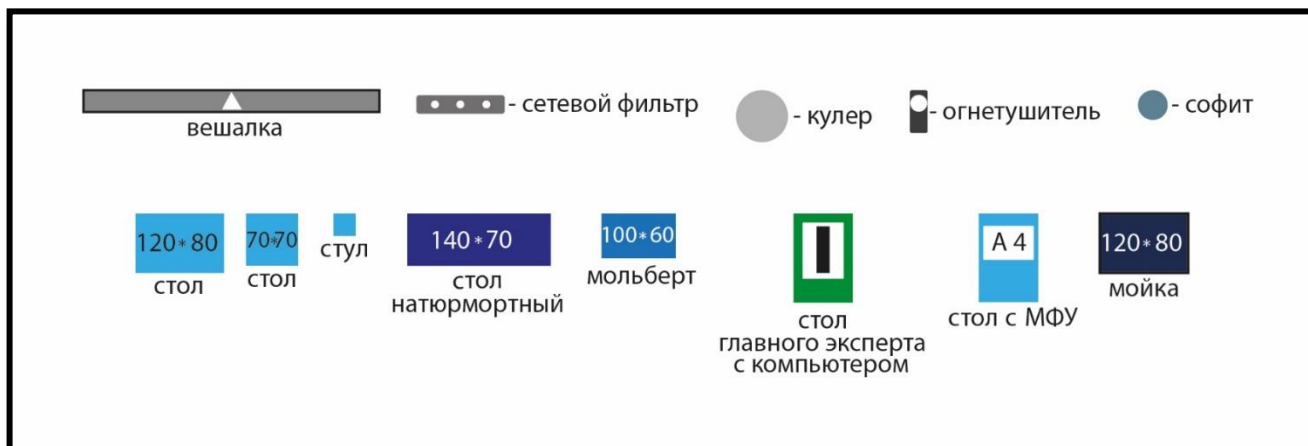 вешалка
- сетевой фильтр
- кулер
- огнетушитель
- софит
120*80
стол
70*70
стол
стул
140*70
стол
натюрмортный
100*60
мольберт
стол
главного эксперта
с компьютером
А 4
стол с МФУ
120*80
мойка